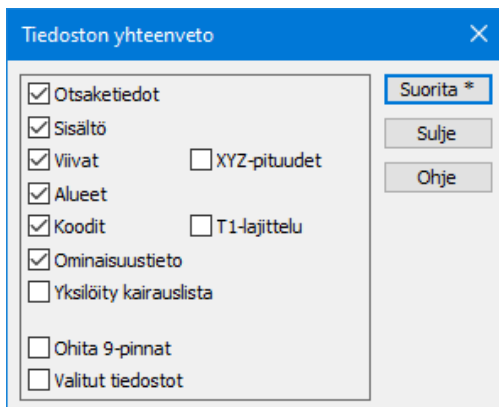 Tiedoston yhteenveto
Otsaketiedot
Suorita *
Sisältö
Sulje
Viivat
XYZ-pituudet
Ohje
Alueet
Koodit
T1-lajittelu
Ominaisuustieto
Yksilöity kairauslista
Ohita 9-pinnat
Valitut tiedostot